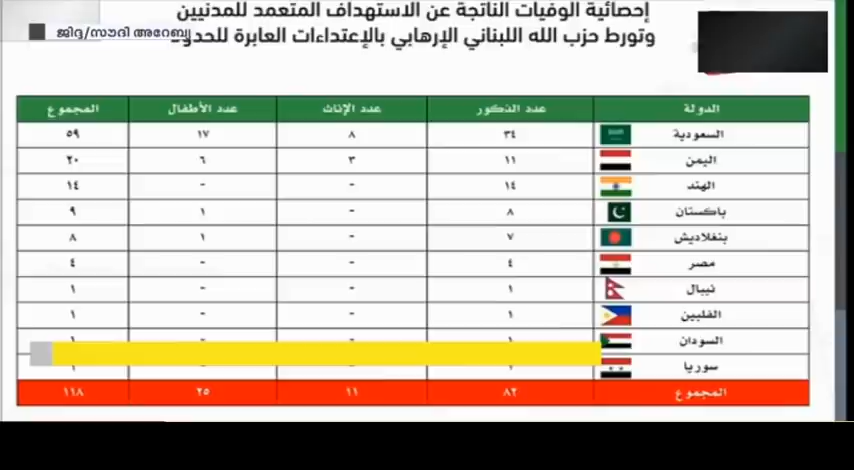 إحصائية الوفيات الناتجة عن الاستهداف المتعمد للمدنيين
ജിദ്ദ/സൗദി അറേബ്യ
وتورط حزب الله اللبناني الإرهابي بالإعتداءات العابرة للحدود
الدولة عدد الذكور عدد الإناث عدد الأطفال المجموع
السعودية ٣٤ ٨ ١٧ ٥٩
اليمن ١١ ٣ ٦ ٢٠
الهند ١٤ - - ١٤
باكستان ٨ - ١ ٩
بنغلاديش ٧ - ١ ٨
مصر ٤ - - ٤
نيبال ١ - - ١
الفلبين ١ - - ١
السودان
سوريا
المجموع ٨٢ ١١ ٢٥ ١١٨